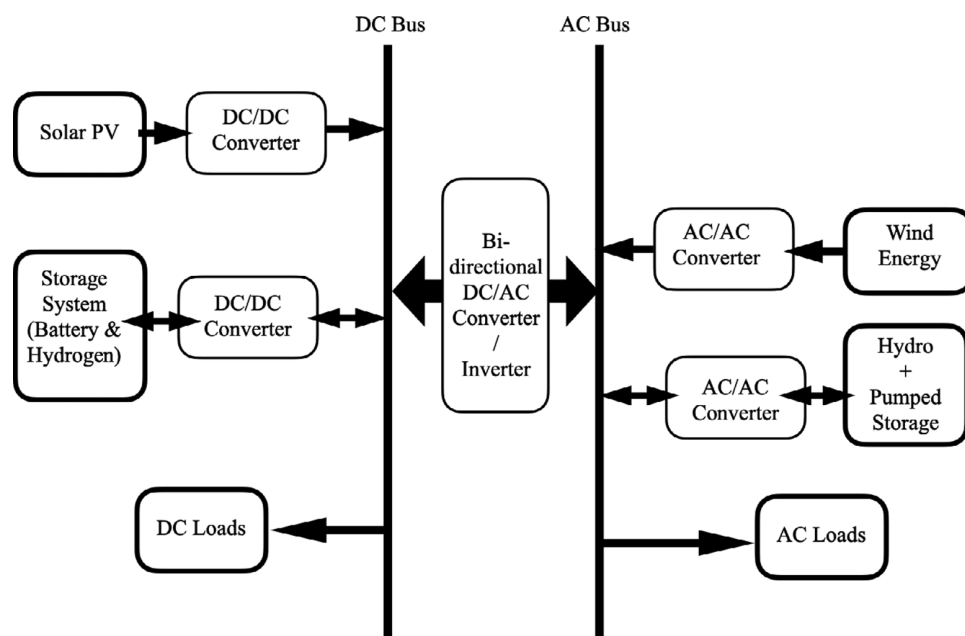 DC Bus
AC Bus
Solar PV
DC/DC
Converter
Storage
System
(Battery &
Hydrogen)
DC/DC
Converter
DC Loads
Bi-
directional
DC/AC
Converter
/
Inverter
AC/AC
Converter
Wind
Energy
AC/AC
Converter
Hydro
+
Pumped
Storage
AC Loads